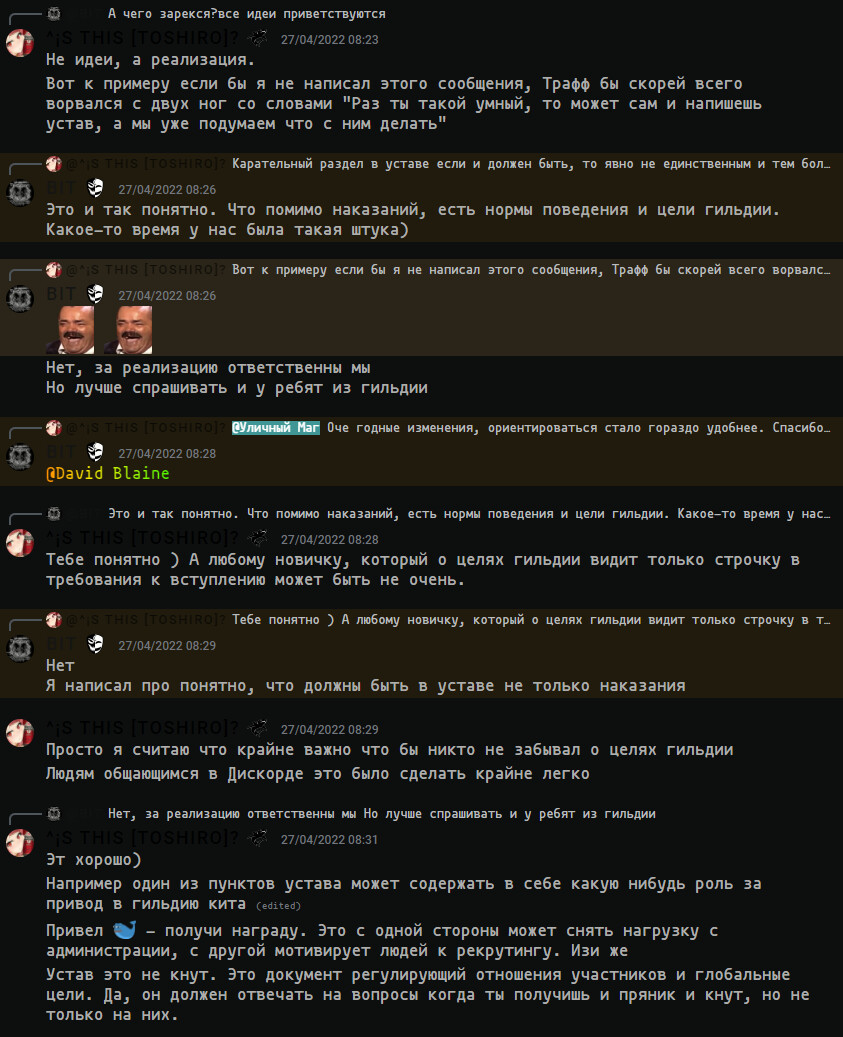 А чего зарекся?все идеи приветствуются
^¡S THIS [TOSHIRO]? 27/04/2022 08:23
Не идеи, а реализация.
Вот к примеру если бы я не написал этого сообщения, Трафф бы скорей всего
ворвался с двух ног со словами "Раз ты такой умный, то может сам и напишешь
устав, а мы уже подумаем что с ним делать"
@^¡S THIS [TOSHIRO]? Карательный раздел в уставе если и должен быть, то явно не единственным и тем бол…
BIT 27/04/2022 08:26
Это и так понятно. Что помимо наказаний, есть нормы поведения и цели гильдии.
Какое-то время у нас была такая штука)
@^¡S THIS [TOSHIRO]? Вот к примеру если бы я не написал этого сообщения, Трафф бы скорей всего ворвалс…
BIT 27/04/2022 08:26
Нет, за реализацию ответственны мы
Но лучше спрашивать и у ребят из гильдии
@^¡S THIS [TOSHIRO]? @Уличный Маг Оче годные изменения, ориентироваться стало гораздо удобнее. Спасибо…
BIT 27/04/2022 08:28
@David Blaine
Это и так понятно. Что помимо наказаний, есть нормы поведения и цели гильдии. Какое-то время у нас…
^¡S THIS [TOSHIRO]? 27/04/2022 08:28
Тебе понятно ) А любому новичку, который о целях гильдии видит только строчку в
требования к вступлению может быть не очень.
@^¡S THIS [TOSHIRO]? Тебе понятно ) А любому новичку, который о целях гильдии видит только строчку в т…
BIT 27/04/2022 08:29
Нет
Я написал про понятно, что должны быть в уставе не только наказания
^¡S THIS [TOSHIRO]? 27/04/2022 08:29
Просто я считаю что крайне важно что бы никто не забывал о целях гильдии
Людям общающимся в Дискорде это было сделать крайне легко
Нет, за реализацию ответственны мы Но лучше спрашивать и у ребят из гильдии
^¡S THIS [TOSHIRO]? 27/04/2022 08:31
Эт хорошо)
Например один из пунктов устава может содержать в себе какую нибудь роль за
привод в гильдию кита (edited)
Привел 🐳 - получи награду. Это с одной стороны может снять нагрузку с
администрации, с другой мотивирует людей к рекрутингу. Изи же
Устав это не кнут. Это документ регулирующий отношения участников и глобальные
цели. Да, он должен отвечать на вопросы когда ты получишь и пряник и кнут, но не
только на них.